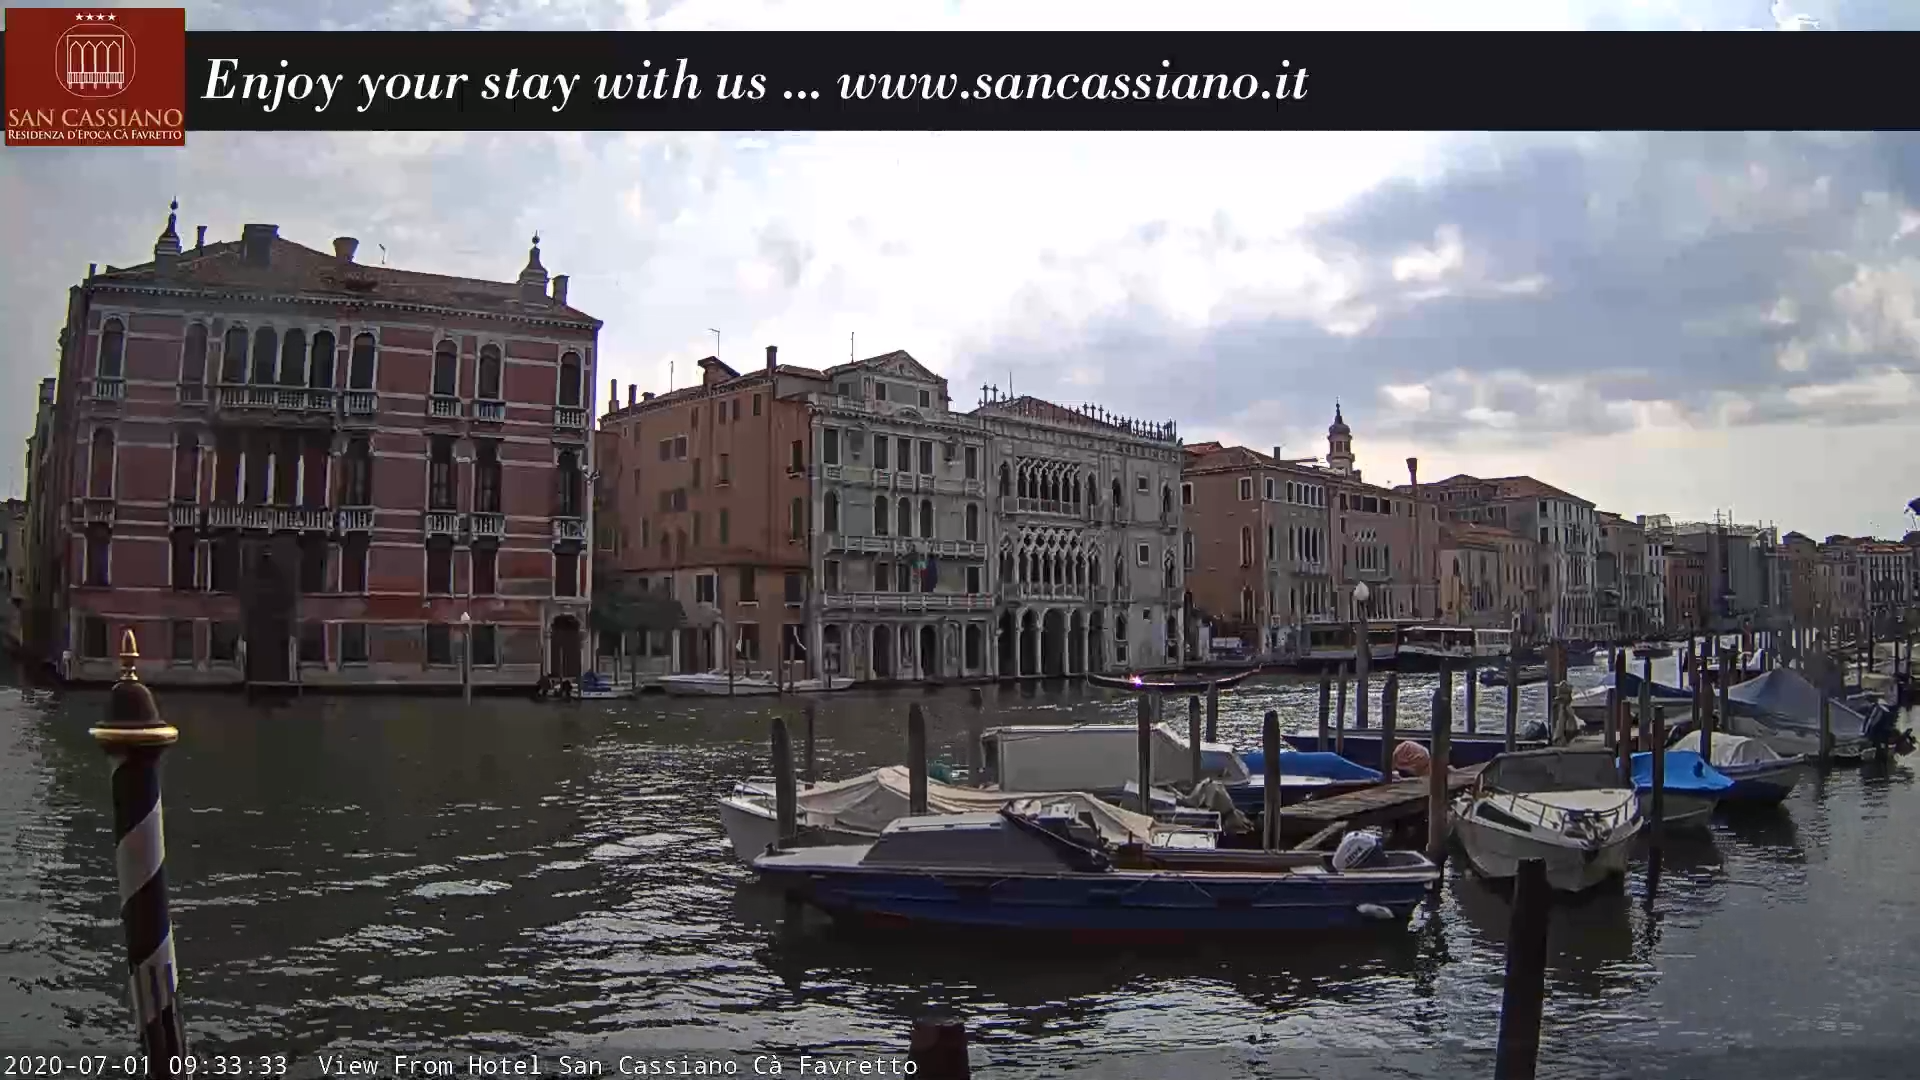 ★★★★
SAN CASSIANO
RESIDENZA D'EPOCA CÀ FAVRETTO
Enjoy your stay with us ... www.sancassiano.it
2020-07-01 09:33:33 View From Hotel San Cassiano Cà Favretto